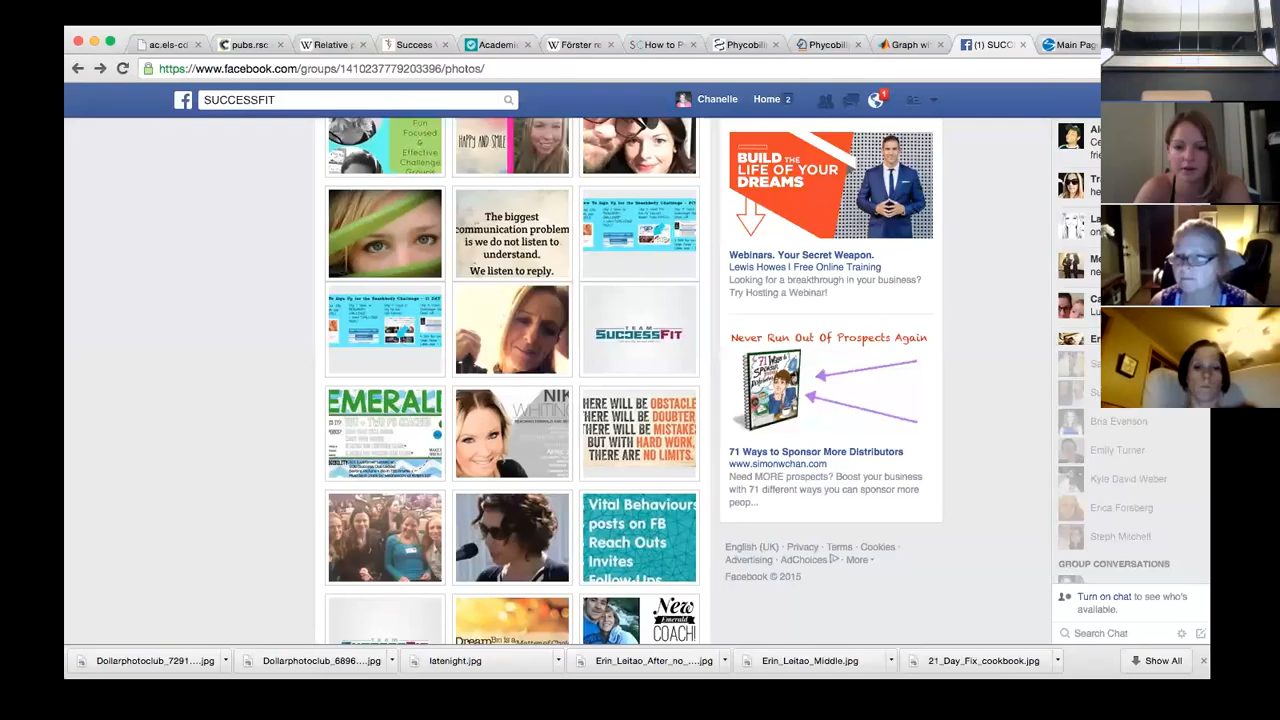 ac.els-cd
pubs.rsc
Relative p
Success
Academic
Förster re
How to P
Phycobili
Phycobili
Graph wi
(1) SUCC
Main Pag
https://www.facebook.com/groups/1410237779203396/photos/
SUCCESSFIT
Chanelle
Home 2
1
Fun
Focused
&
Effective
Challenge
Groups
HAPPY AND SMILE
BUILD THE
LIFE OF YOUR
DREAMS
The biggest
communication problem
is we do not listen to
understand.
We listen to reply.
Webinars. Your Secret Weapon.
Lewis Howes | Free Online Training
Looking for a breakthrough in your business?
Try Hosting a Webinar!
TEAM
SUCCESSFIT
Never Run Out Of Prospects Again
EMERALD
NIK
WHITING
THERE WILL BE OBSTACLE
THERE WILL BE DOUBTER
THERE WILL BE MISTAKE
BUT WITH HARD WORK,
THERE ARE NO LIMITS.
71 Ways to Sponsor More Distributors
www.simonwchan.com
Need MORE prospects? Boost your business
with 71 different ways you can sponsor more
peop...
Vital Behaviours
posts on FB
Reach Outs
Invites
Follow-Ups
English (UK) · Privacy · Terms · Cookies ·
Advertising · AdChoices · More
Facebook © 2015
New
Emerald
COACH!
Bria Evenson
Emily Turner
Kyle David Weber
Erica Forsberg
Steph Mitchell
GROUP CONVERSATIONS
Turn on chat to see who's
available.
Search Chat
Dollarphotoclub_7291....jpg
Dollarphotoclub_6896....jpg
latenight.jpg
Erin_Leitao_After_no_....jpg
Erin_Leitao_Middle.jpg
21_Day_Fix_cookbook.jpg
Show All